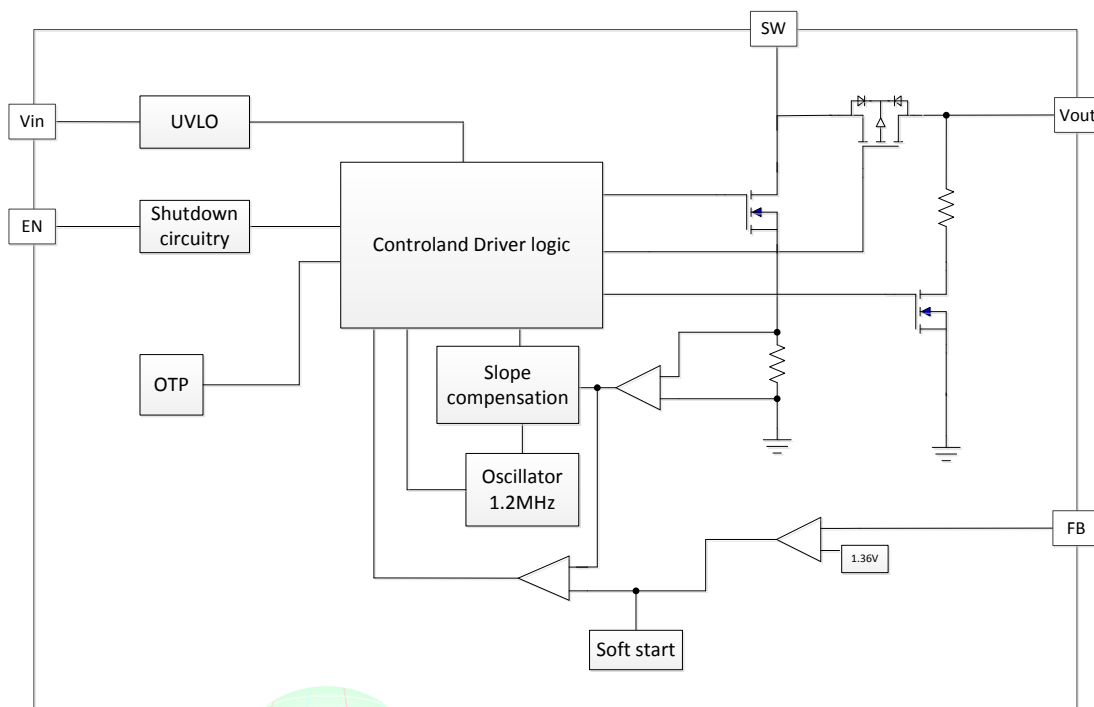 SW
Vin
UVLO
Vout
EN
Shutdown
circuitry
Controland Driver logic
OTP
Slope
compensation
Oscillator
1.2MHz
FB
1.36V
Soft start